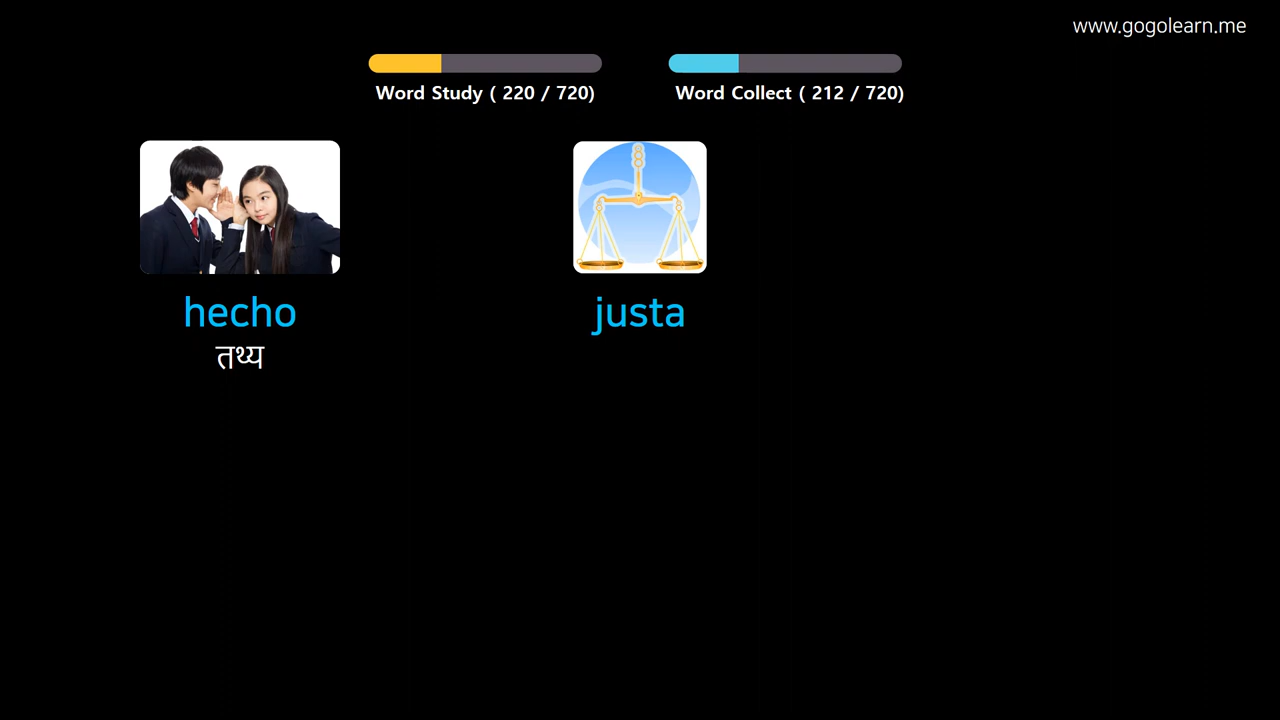 www.gogolearn.me
Word Study ( 220 / 720)
Word Collect ( 212 / 720)
hecho
justa
तथ्य